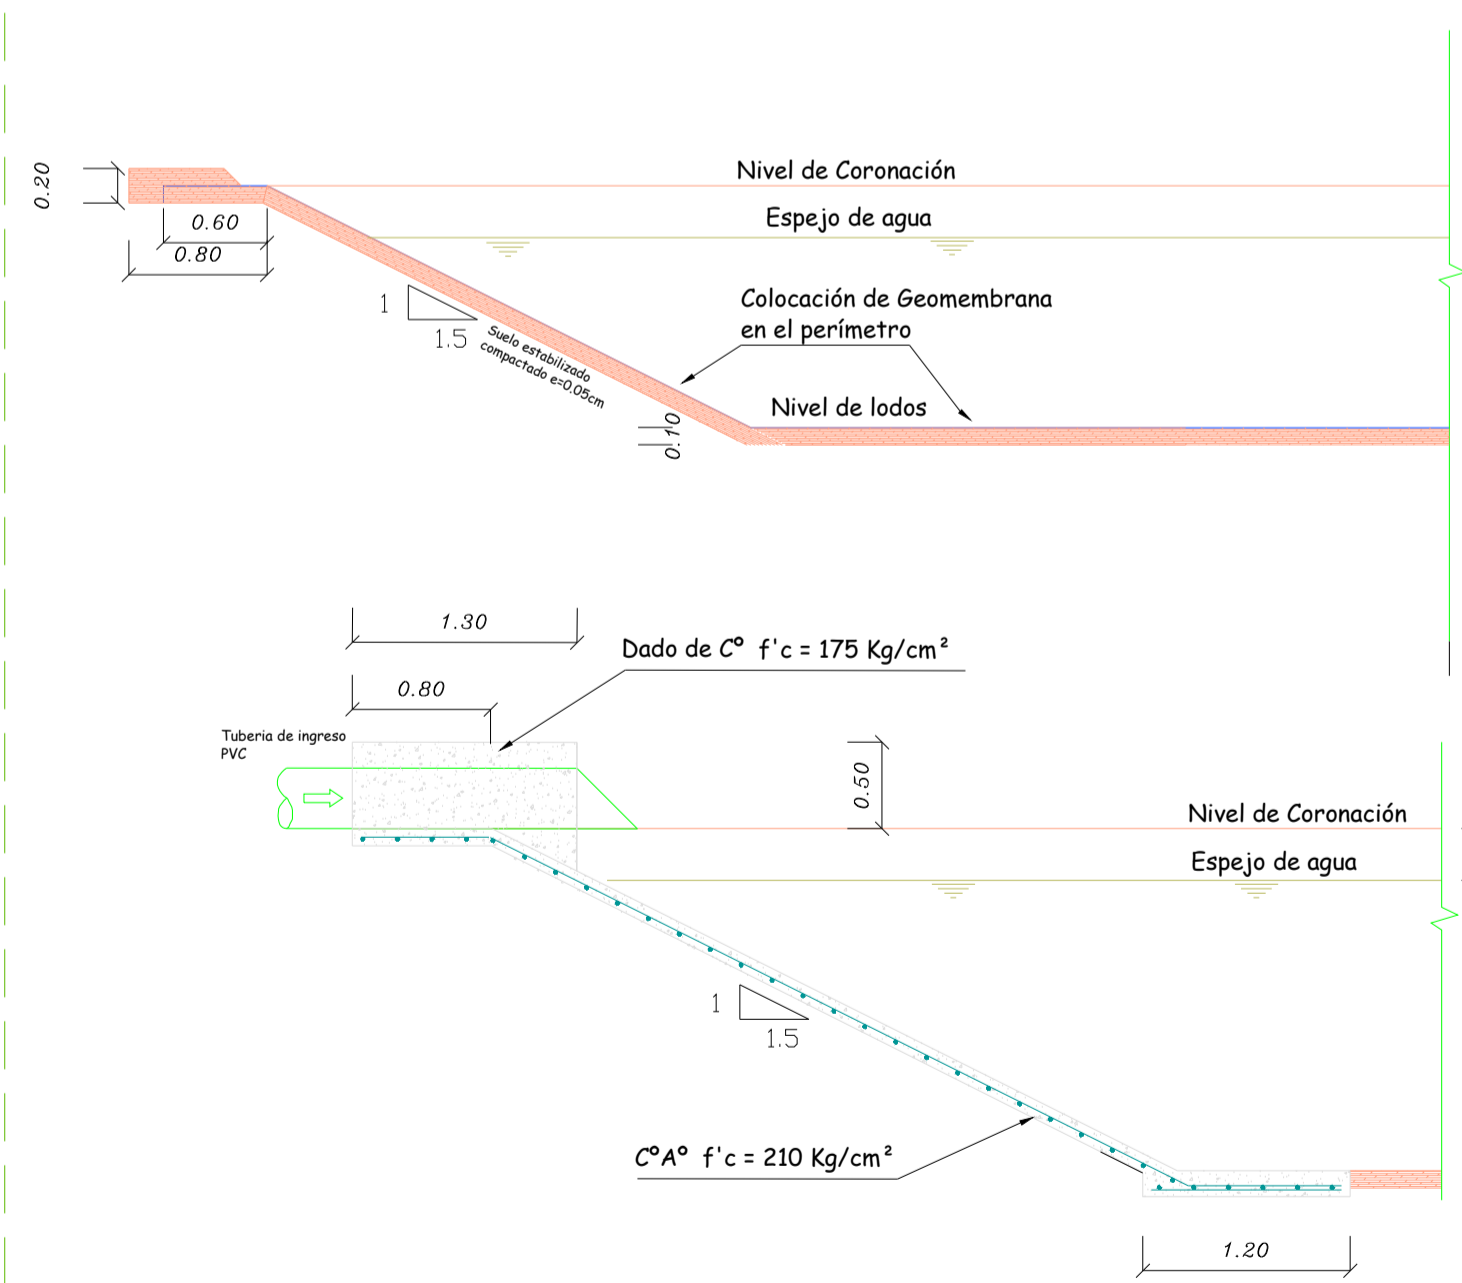 Nivel de Coronación
0.20
Espejo de agua
0.60
0.80
Colocación de Geomembrana
en el perímetro
1
1.5
Suelo estabilizado
compactado e=0.05cm
Nivel de lodos
0.10
1.30
Dado de Cº f'c = 175 Kg/cm²
0.80
Tuberia de ingreso
PVC
0.50
Nivel de Coronación
Espejo de agua
1
1.5
CºAº f'c = 210 Kg/cm²
1.20